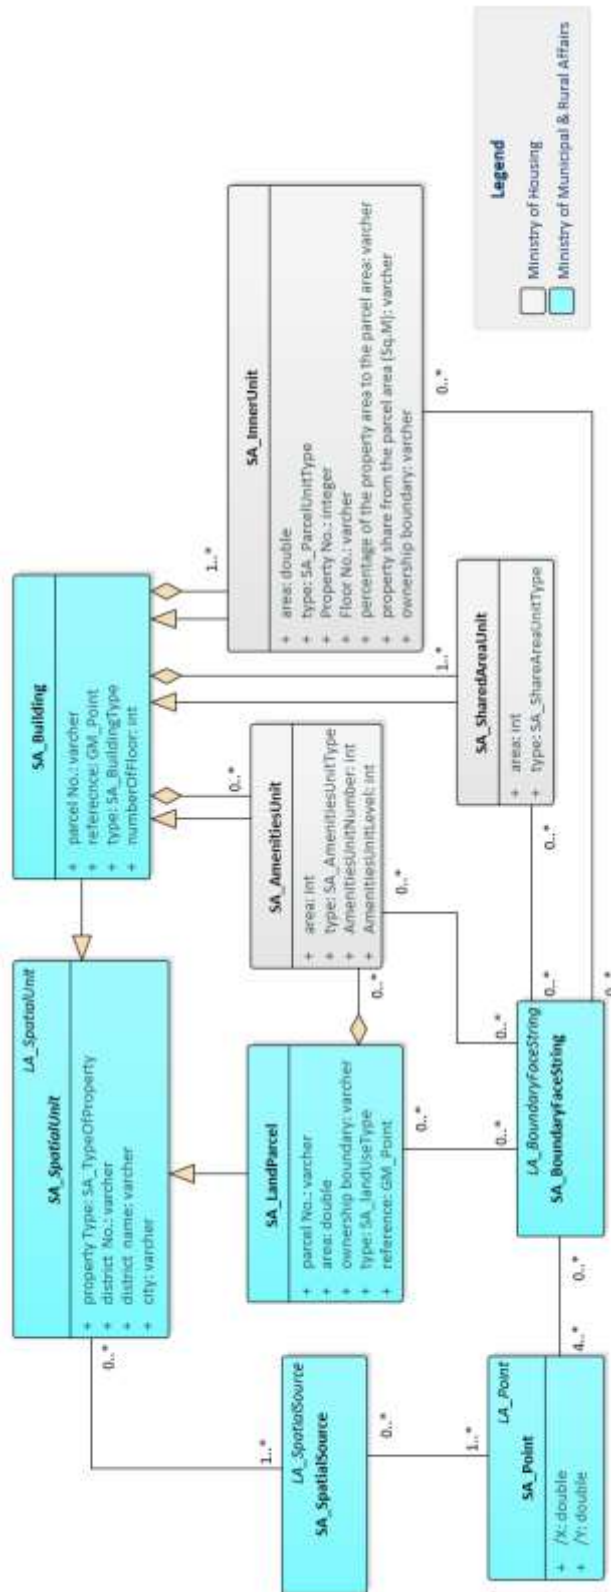 LA_SpatialUnit
SA_SpatialUnit
+ property Type: SA_TypeOfProperty
+ district No.: varcher
+ district name: varcher
+ city: varcher
0..*
1..*
SA_Building
+ parcel No.: varcher
+ reference: GM_Point
+ type: SA_BuildingType
+ numberOfFloor: int
LA_SpatialSource
SA_SpatialSource
0..*
1..*
SA_LandParcel
+ parcel No.: varcher
+ area: double
+ ownership boundary: varcher
+ type: SA_landUseType
+ reference: GM_Point
0..*
0..*
0..*
SA_AmenitiesUnit
+ area: int
+ type: SA_AmenitiesUnitType
+ AmenitiesUnitNumber: int
+ AmenitiesUnitLevel: int
0..*
0..*
0..*
1..*
1..*
SA_InnerUnit
+ area: double
+ type: SA_ParcelUnitType
+ Property No.: integer
+ Floor No.: varcher
+ percentage of the property area to the parcel area: varcher
+ property share from the parcel area (Sq.M): varcher
+ ownership boundary: varcher
0..*
LA_Point
SA_Point
+ /X: double
+ /Y: double
4..*
0..*
LA_BoundaryFaceString
SA_BoundaryFaceString
0..*
0..*
0..*
SA_SharedAreaUnit
+ area: int
+ type: SA_ShareAreaUnitType
Legend
Ministry of Housing
Ministry of Municipal & Rural Affairs